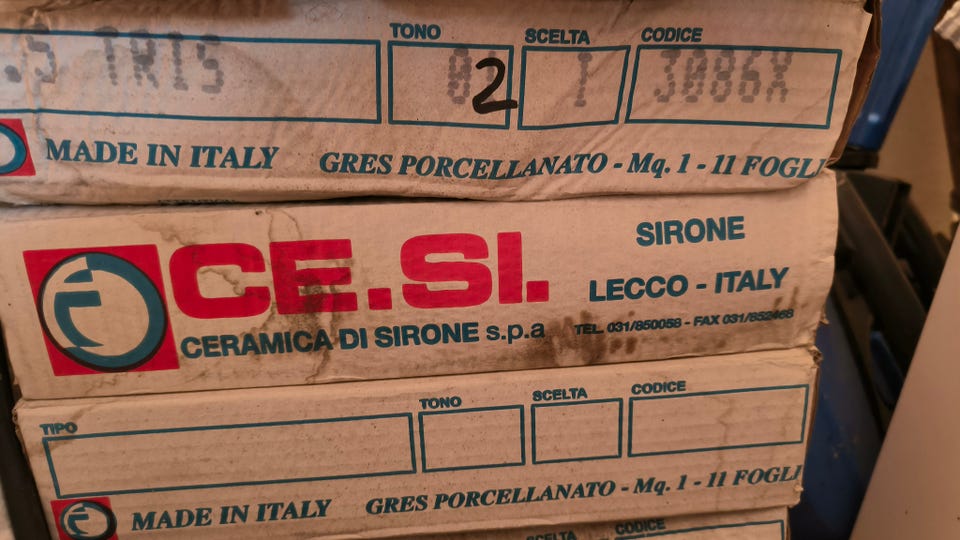 TONO SCELTA CODICE
.S TRIS 02 1 J086X
MADE IN ITALY GRES PORCELLANATO - Mq. 1 - 11 FOGLI
CE.SI. SIRONE
LECCO - ITALY
CERAMICA DI SIRONE s.p.a TEL. 031/850058 - FAX 031/852468
TIPO TONO SCELTA CODICE
MADE IN ITALY GRES PORCELLANATO - Mq. 1 - 11 FOGLI
SCELTA CODICE